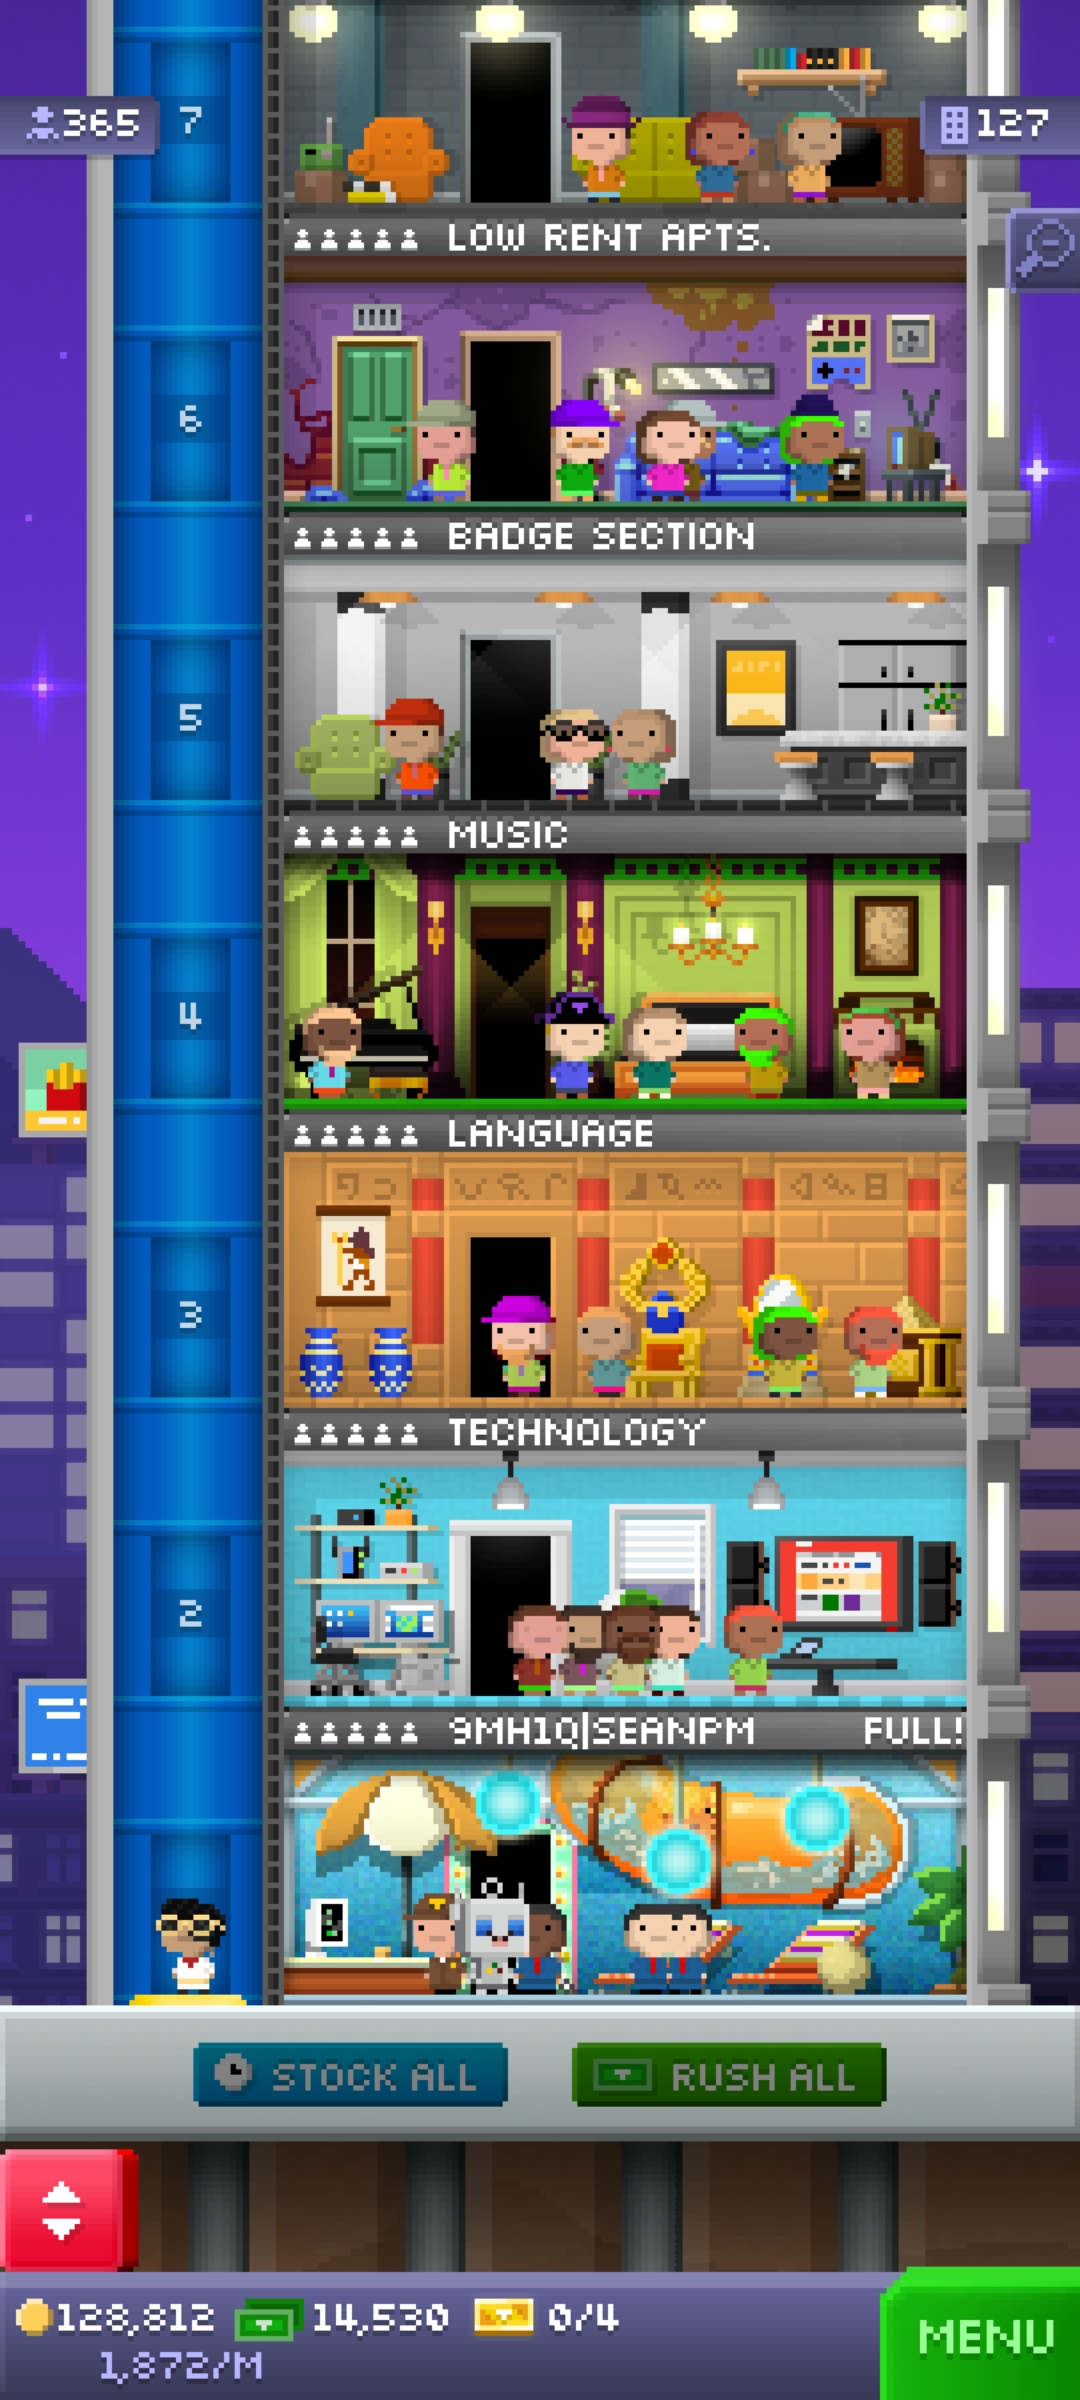 365
7
127
LOW RENT APTS.
6
BADGE SECTION
5
MUSIC
4
LANGUAGE
3
TECHNOLOGY
2
9MH1Q|SEANPM FULL!
STOCK ALL
RUSH ALL
128,812 14,530 0/4
1,872/M
MENU